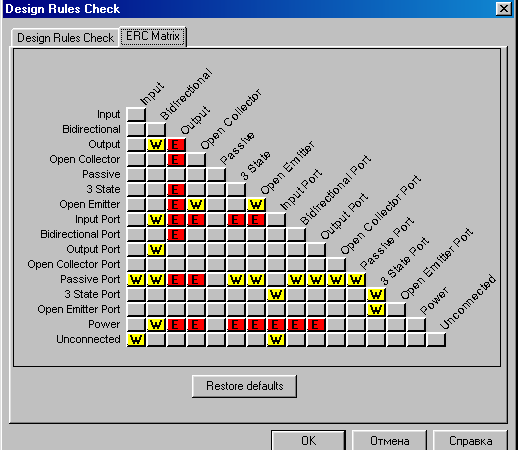 Design Rules Check
Design Rules Check
ERC Matrix
Input
Bidirectional
Output
Open Collector
Passive
3 State
Open Emitter
Input Port
Bidirectional Port
Output Port
Open Collector Port
Passive Port
3 State Port
Open Emitter Port
Power
Unconnected
Input
Bidirectional
Output W E
Open Collector E
Passive
3 State E
Open Emitter E W W
Input Port W E E E E
Bidirectional Port E
Output Port W
Open Collector Port
Passive Port W W E E W W W W W W
3 State Port W W
Open Emitter Port W
Power W E E E E E E E
Unconnected W W
Restore defaults
OK Отмена Справка